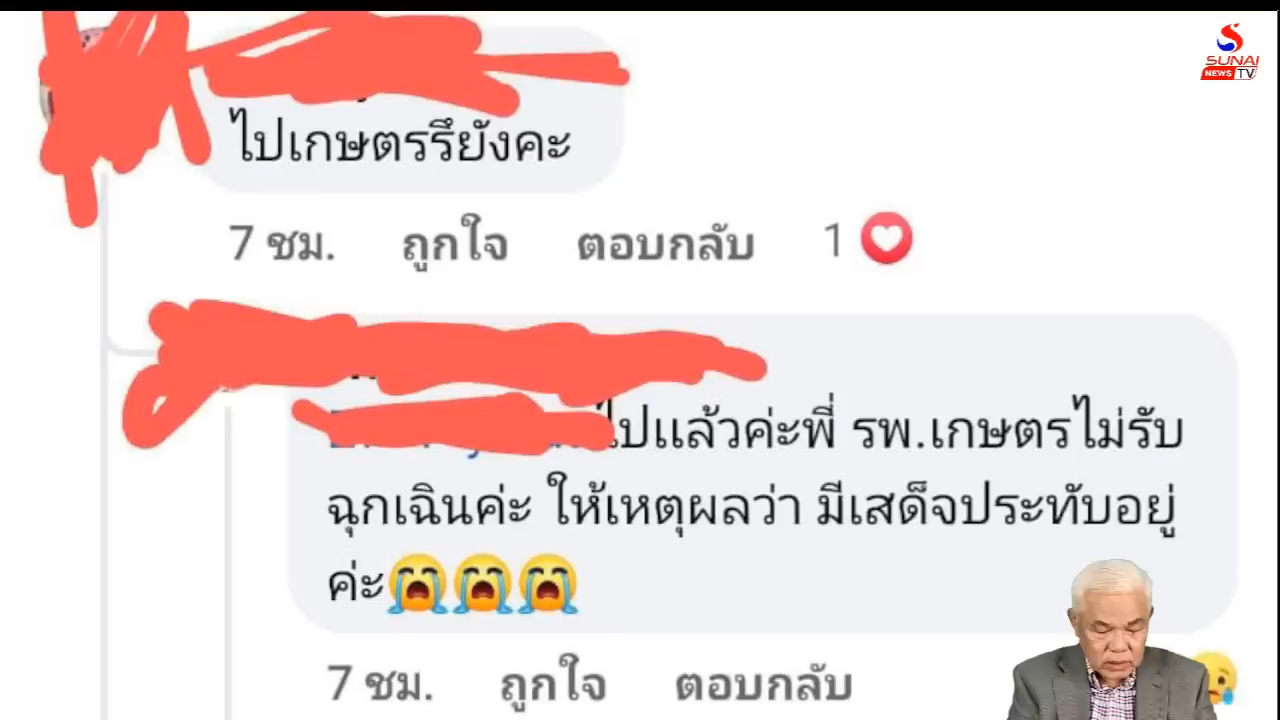 SUNAI
NEWS TV
ไปเกษตรรึยังคะ
7 ชม. ถูกใจ ตอบกลับ 1
ไปแล้วค่ะพี่ รพ.เกษตรไม่รับ
ฉุกเฉินค่ะ ให้เหตุผลว่า มีเสด็จประทับอยู่
ค่ะ😭😭😭
7 ชม. ถูกใจ ตอบกลับ